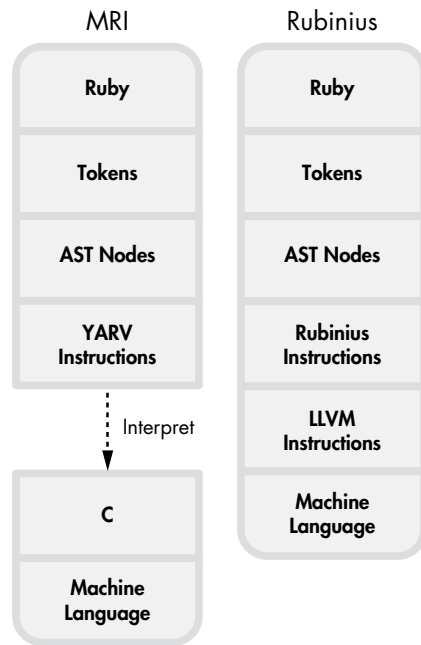 MRI
Ruby
Tokens
AST Nodes
YARV
Instructions
Interpret
C
Machine
Language
Rubinius
Ruby
Tokens
AST Nodes
Rubinius
Instructions
LLVM
Instructions
Machine
Language